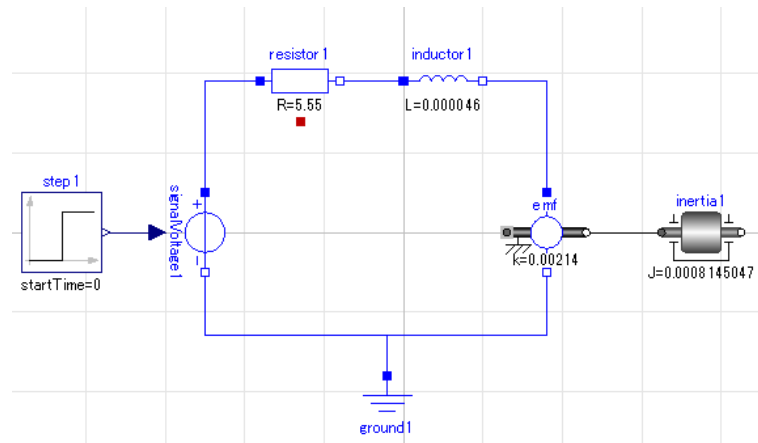 resistor1
inductor1
R=5.55
L=0.000046
step1
signalVoltage1
+
−
emf
inertia1
k=0.00214
J=0.0008145047
startTime=0
ground1